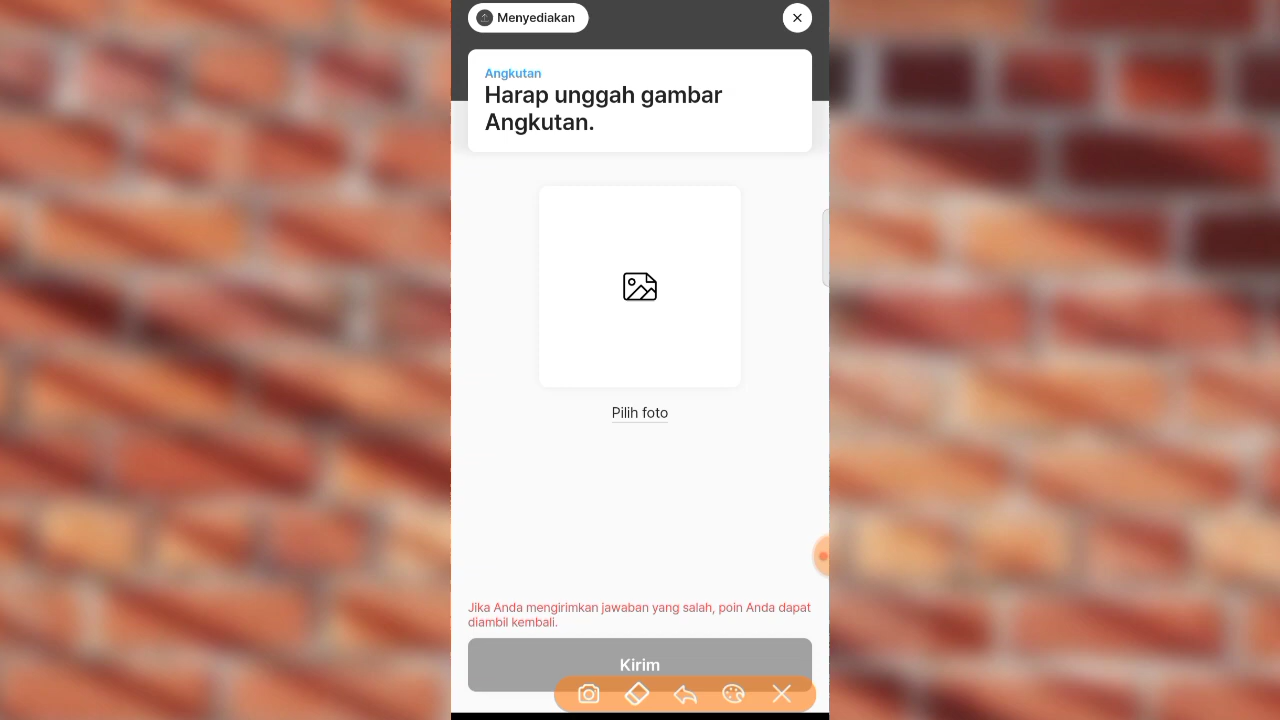 Menyediakan
Angkutan
Harap unggah gambar
Angkutan.
Pilih foto
Jika Anda mengirimkan jawaban yang salah, poin Anda dapat
diambil kembali.
Kirim